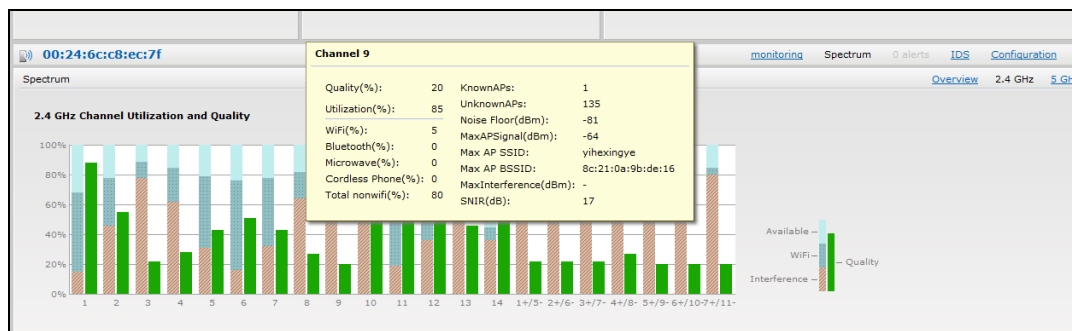 00:24:6c:c8:ec:7f
monitoring Spectrum 0 alerts IDS Configuration
Spectrum
Overview 2.4 GHz 5 GH
2.4 GHz Channel Utilization and Quality
Channel 9
Quality(%): 20
Utilization(%): 85
WiFi(%): 5
Bluetooth(%): 0
Microwave(%): 0
Cordless Phone(%): 0
Total nonwifi(%): 80
KnownAPs: 1
UnknownAPs: 135
Noise Floor(dBm): -81
MaxAPSignal(dBm): -64
Max AP SSID: yihexingye
Max AP BSSID: 8c:21:0a:9b:de:16
MaxInterference(dBm): -
SNIR(dB): 17
100%
80%
60%
40%
20%
0%
1 2 3 4 5 6 7 8 9 10 11 12 13 14 1+/5- 2+/6- 3+/7- 4+/8- 5+/9- 6+/10- 7+/11-
Available
WiFi
Interference
Quality